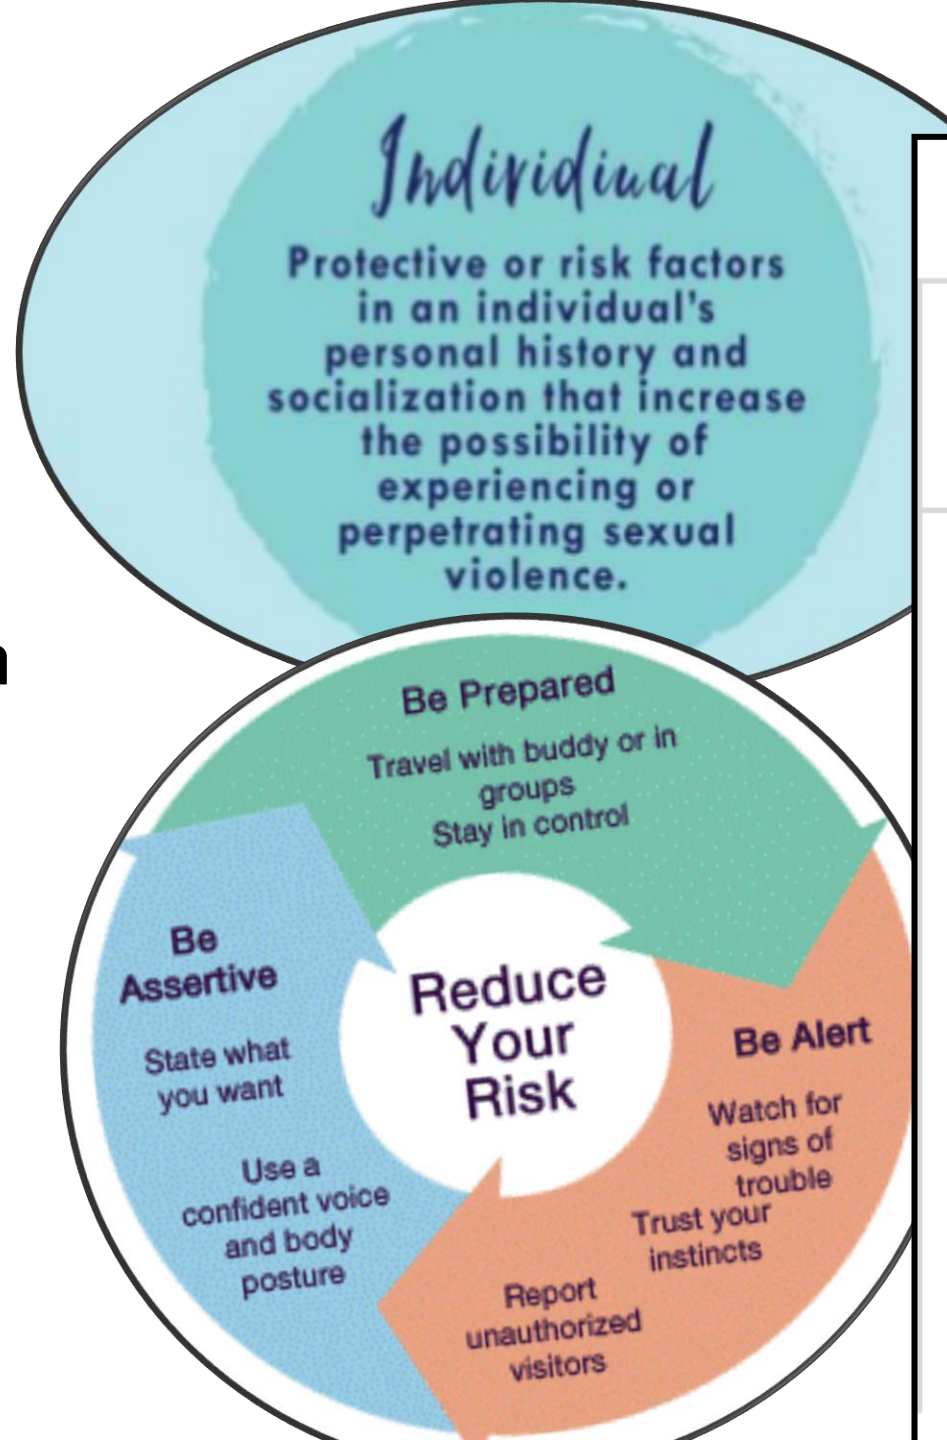 Individiual
Protective or risk factors
in an individual's
personal history and
socialization that increase
the possibility of
experiencing or
perpetrating sexual
violence.
Be Prepared
Travel with buddy or in
groups
Stay in control
Reduce
Your
Risk
Be Alert
Watch for
signs of
trouble
Trust your
instincts
Report
unauthorized
visitors
Be
Assertive
State what
you want
Use a
confident voice
and body
posture